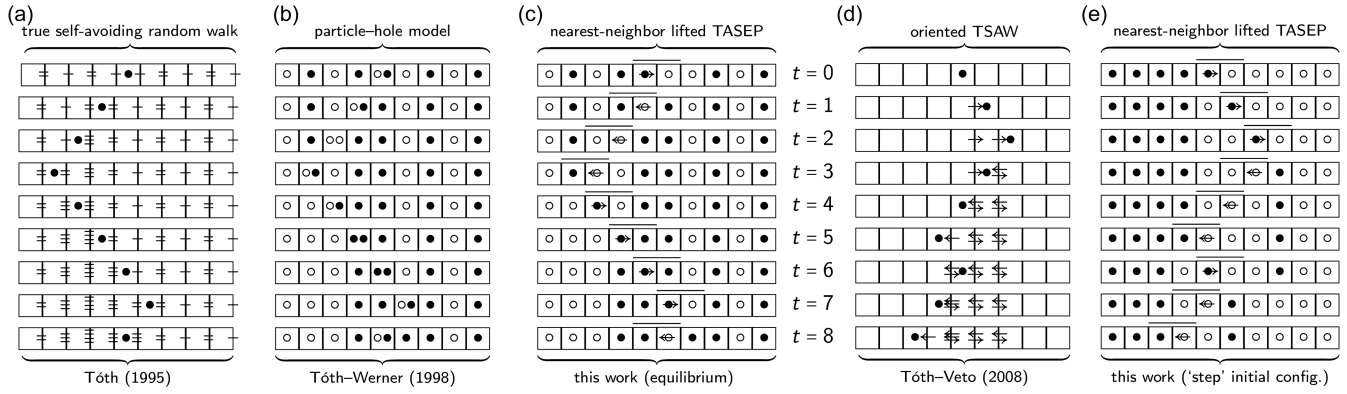 (a)
true self-avoiding random walk
(b)
particle–hole model
(c)
nearest-neighbor lifted TASEP
(d)
oriented TSAW
(e)
nearest-neighbor lifted TASEP
t = 0
t = 1
t = 2
t = 3
t = 4
t = 5
t = 6
t = 7
t = 8
Tóth (1995)
Tóth–Werner (1998)
this work (equilibrium)
Tóth–Veto (2008)
this work (‘step’ initial config.)